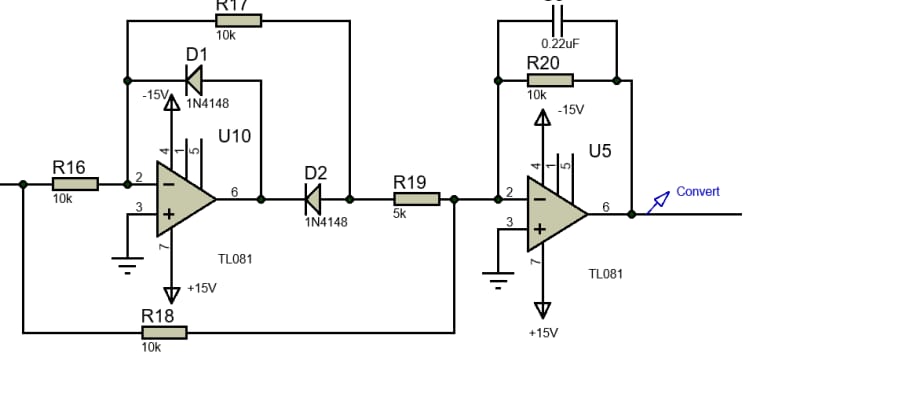 R17
10k
D1
1N4148
-15V
4
1
5
U10
R16
10k
2
3
6
7
TL081
+15V
D2
1N4148
R19
5k
R18
10k
0.22uF
R20
10k
-15V
4
1
5
U5
2
3
6
7
TL081
+15V
Convert